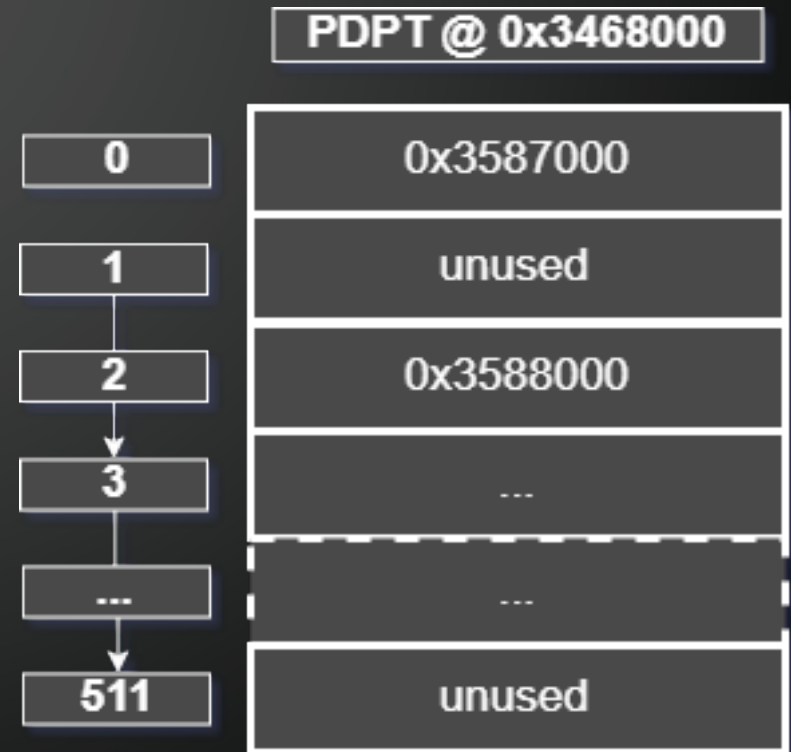 PDPT @ 0x3468000
0 0x3587000
1 unused
2 0x3588000
3 ...
... ...
511 unused